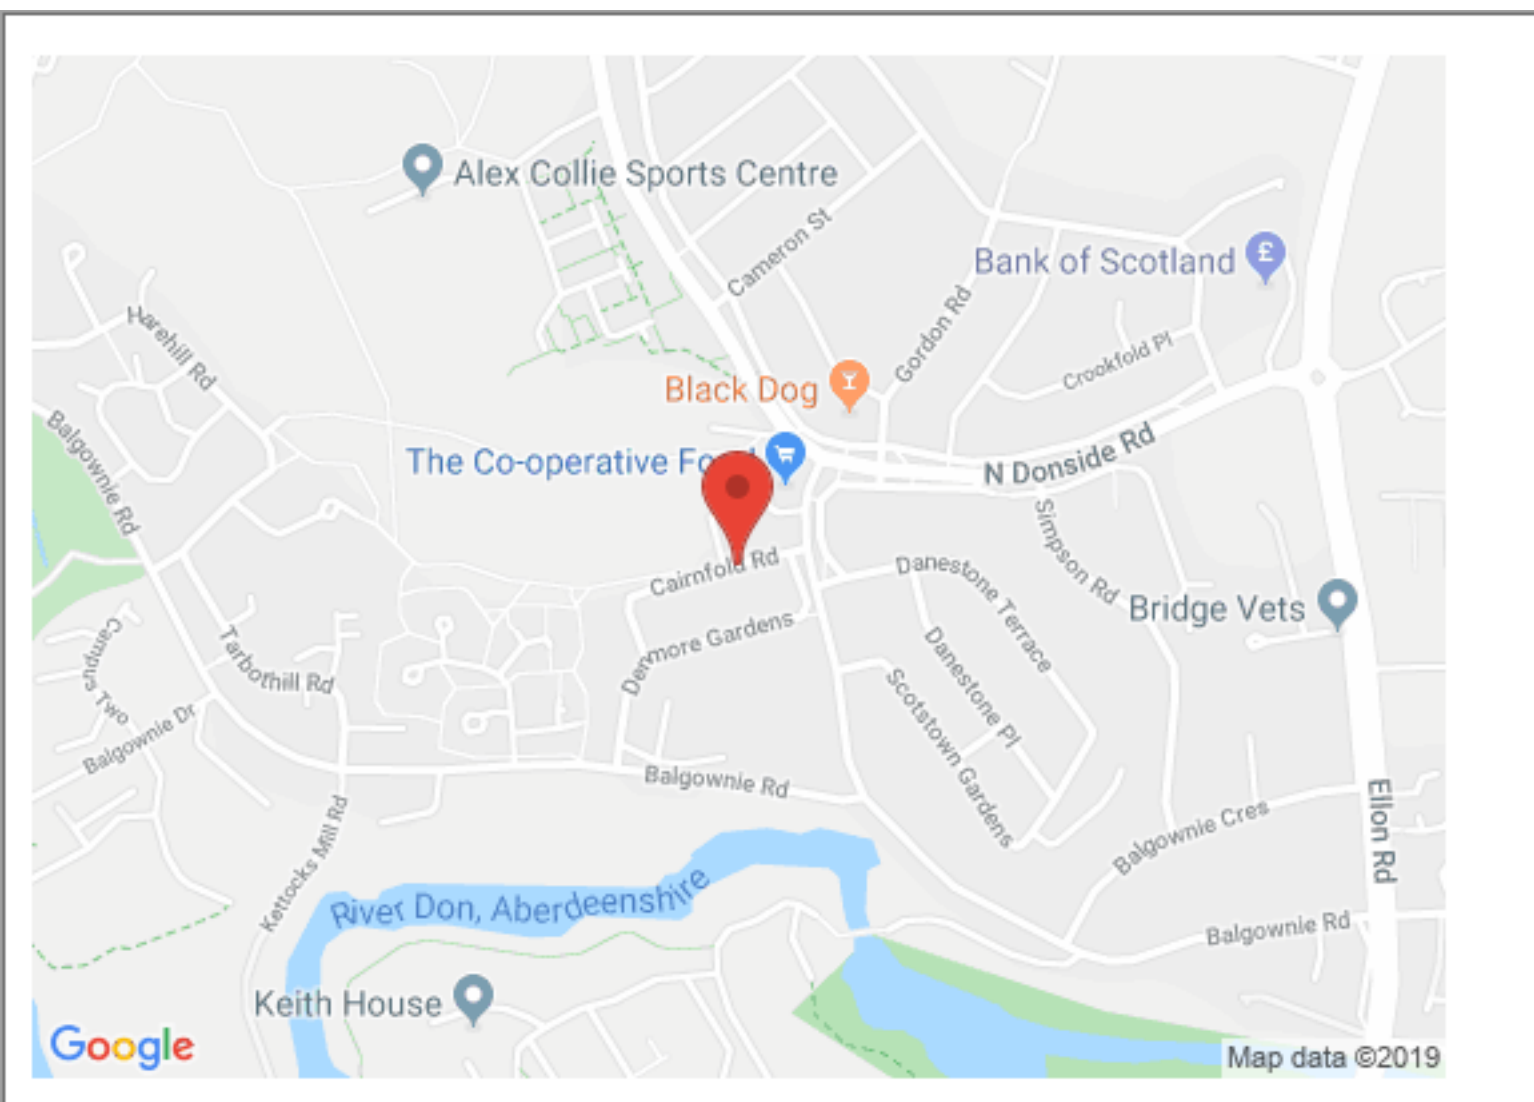 Alex Collie Sports Centre
Cameron St
Bank of Scotland
£
Gordon Rd
Harehill Rd
Crookfold Pl
Black Dog
Balgownie Rd
N Donside Rd
The Co-operative
Simpson Rd
Cairnfold Rd
Danestone Terrace
Bridge Vets
Denmore Gardens
Campus Two
Tarbothill Rd
Danestone Pl
Scotstown Gardens
Balgownie Dr
Balgownie Rd
Ellon Rd
Balgownie Cres
Kettocks Mill Rd
River Don, Aberdeenshire
Balgownie Rd
Keith House
Google
Map data ©2019